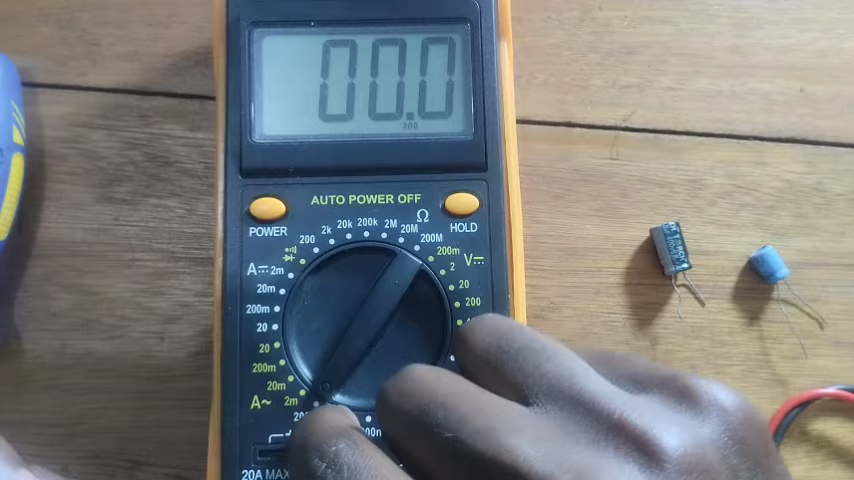 00.0
200
AUTO POWER OFF
POWER
HOLD
Ω
200 2k 20k 200k 2M 20M 200M
A⎓ 2m
20m
200m
20
20
200m
20m
A~ 2m
200m V⎓
2
20
200
20A MAX